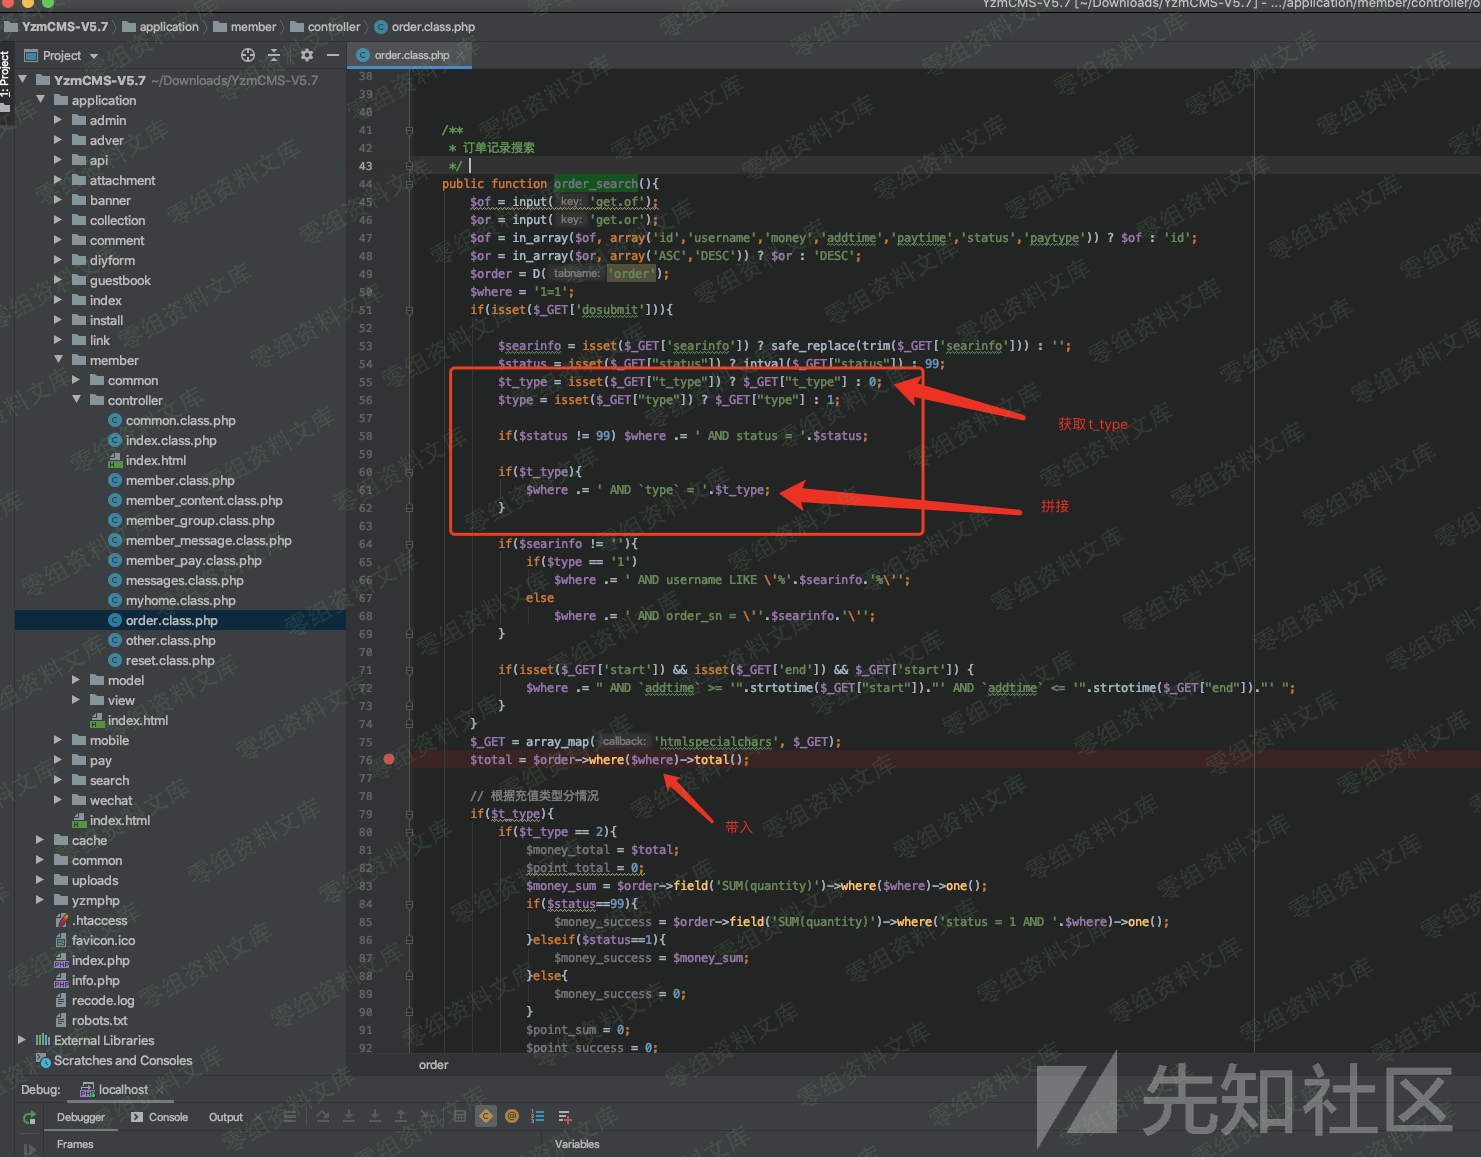 YzmCMS-V5.7 [~/Downloads/YzmCMS-V5.7] - .../application/member/controller/o
YzmCMS-V5.7
application
member
controller
order.class.php
1: Project
Project
order.class.php
YzmCMS-V5.7 ~/Downloads/YzmCMS-V5.7
application
admin
adver
api
attachment
banner
collection
comment
diyform
guestbook
index
install
link
member
common
controller
common.class.php
index.class.php
index.html
member.class.php
member_content.class.php
member_group.class.php
member_message.class.php
member_pay.class.php
messages.class.php
myhome.class.php
order.class.php
other.class.php
reset.class.php
model
view
index.html
mobile
pay
search
wechat
index.html
cache
common
uploads
yzmphp
.htaccess
favicon.ico
index.php
info.php
recode.log
robots.txt
External Libraries
Scratches and Consoles
38
39
40
41 /**
42 * 订单记录搜索
43 */
44 public function order_search(){
45 $of = input( key: 'get.of');
46 $or = input( key: 'get.or');
47 $of = in_array($of, array('id','username','money','addtime','paytime','status','paytype')) ? $of : 'id';
48 $or = in_array($or, array('ASC','DESC')) ? $or : 'DESC';
49 $order = D( tabname: 'order');
50 $where = '1=1';
51 if(isset($_GET['dosubmit'])){
52
53 $searinfo = isset($_GET['searinfo']) ? safe_replace(trim($_GET['searinfo'])) : '';
54 $status = isset($_GET["status"]) ? intval($_GET["status"]) : 99;
55 $t_type = isset($_GET["t_type"]) ? $_GET["t_type"] : 0;
56 $type = isset($_GET["type"]) ? $_GET["type"] : 1;
57
58 if($status != 99) $where .= ' AND status = '.$status;
59
60 if($t_type){
61 $where .= ' AND `type` = '.$t_type;
62 }
63
64 if($searinfo != ''){
65 if($type == '1')
66 $where .= ' AND username LIKE \'%'.$searinfo.'%\'';
67 else
68 $where .= ' AND order_sn = \''.$searinfo.'\'';
69 }
70
71 if(isset($_GET['start']) && isset($_GET['end']) && $_GET['start']) {
72 $where .= " AND `addtime` >= '".strtotime($_GET["start"])."' AND `addtime` <= '".strtotime($_GET["end"])."' ";
73 }
74 }
75 $_GET = array_map( callback: 'htmlspecialchars', $_GET);
76 $total = $order->where($where)->total();
77
78 // 根据充值类型分情况
79 if($t_type){
80 if($t_type == 2){
81 $money_total = $total;
82 $point_total = 0;
83 $money_sum = $order->field('SUM(quantity)')->where($where)->one();
84 if($status==99){
85 $money_success = $order->field('SUM(quantity)')->where('status = 1 AND '.$where)->one();
86 }elseif($status==1){
87 $money_success = $money_sum;
88 }else{
89 $money_success = 0;
90 }
91 $point_sum = 0;
92 $point_success = 0;
获取t_type
拼接
带入
order
Debug:
localhost
Debugger
Console
Output
Frames
Variables
零组资料文库
先知社区